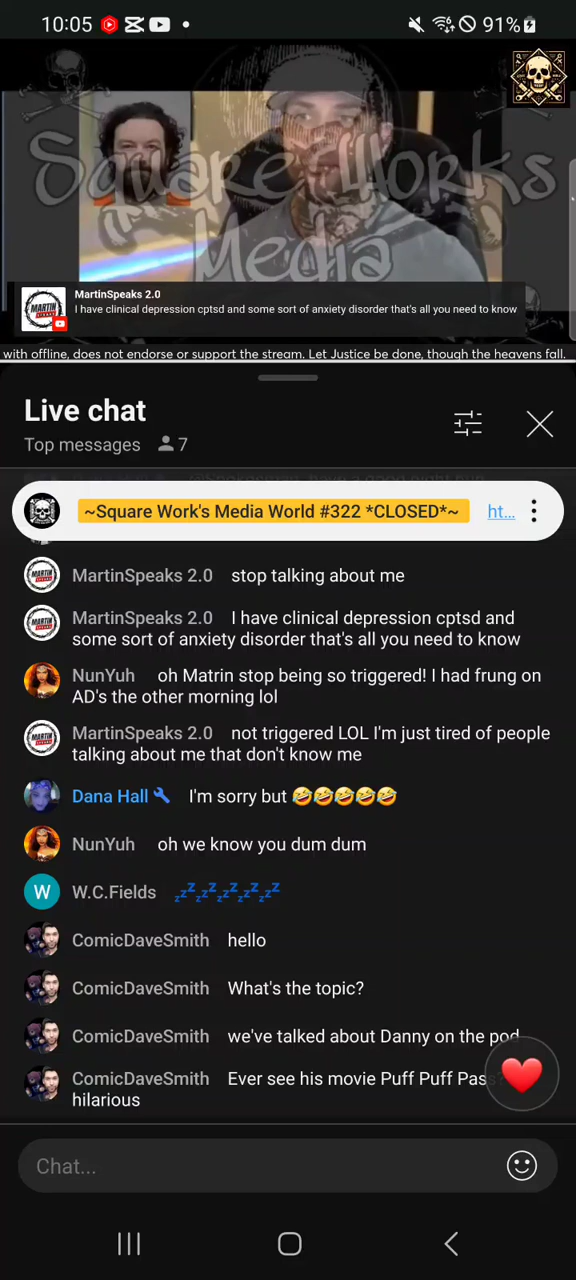 10:05
91%
Square Works
Media
MARTIN
MartinSpeaks 2.0
I have clinical depression cptsd and some sort of anxiety disorder that's all you need to know
with offline, does not endorse or support the stream. Let Justice be done, though the heavens fall.
Live chat
Top messages 7
~Square Work's Media World #322 *CLOSED*~ ht...
MartinSpeaks 2.0 stop talking about me
MartinSpeaks 2.0 I have clinical depression cptsd and
some sort of anxiety disorder that's all you need to know
NunYuh oh Matrin stop being so triggered! I had frung on
AD's the other morning lol
MartinSpeaks 2.0 not triggered LOL I'm just tired of people
talking about me that don't know me
Dana Hall I'm sorry but 🤣🤣🤣🤣🤣
NunYuh oh we know you dum dum
W W.C.Fields zzZzzZzzZzzZzzZzzZ
ComicDaveSmith hello
ComicDaveSmith What's the topic?
ComicDaveSmith we've talked about Danny on the pod
ComicDaveSmith Ever see his movie Puff Puff Pass?
hilarious
Chat...